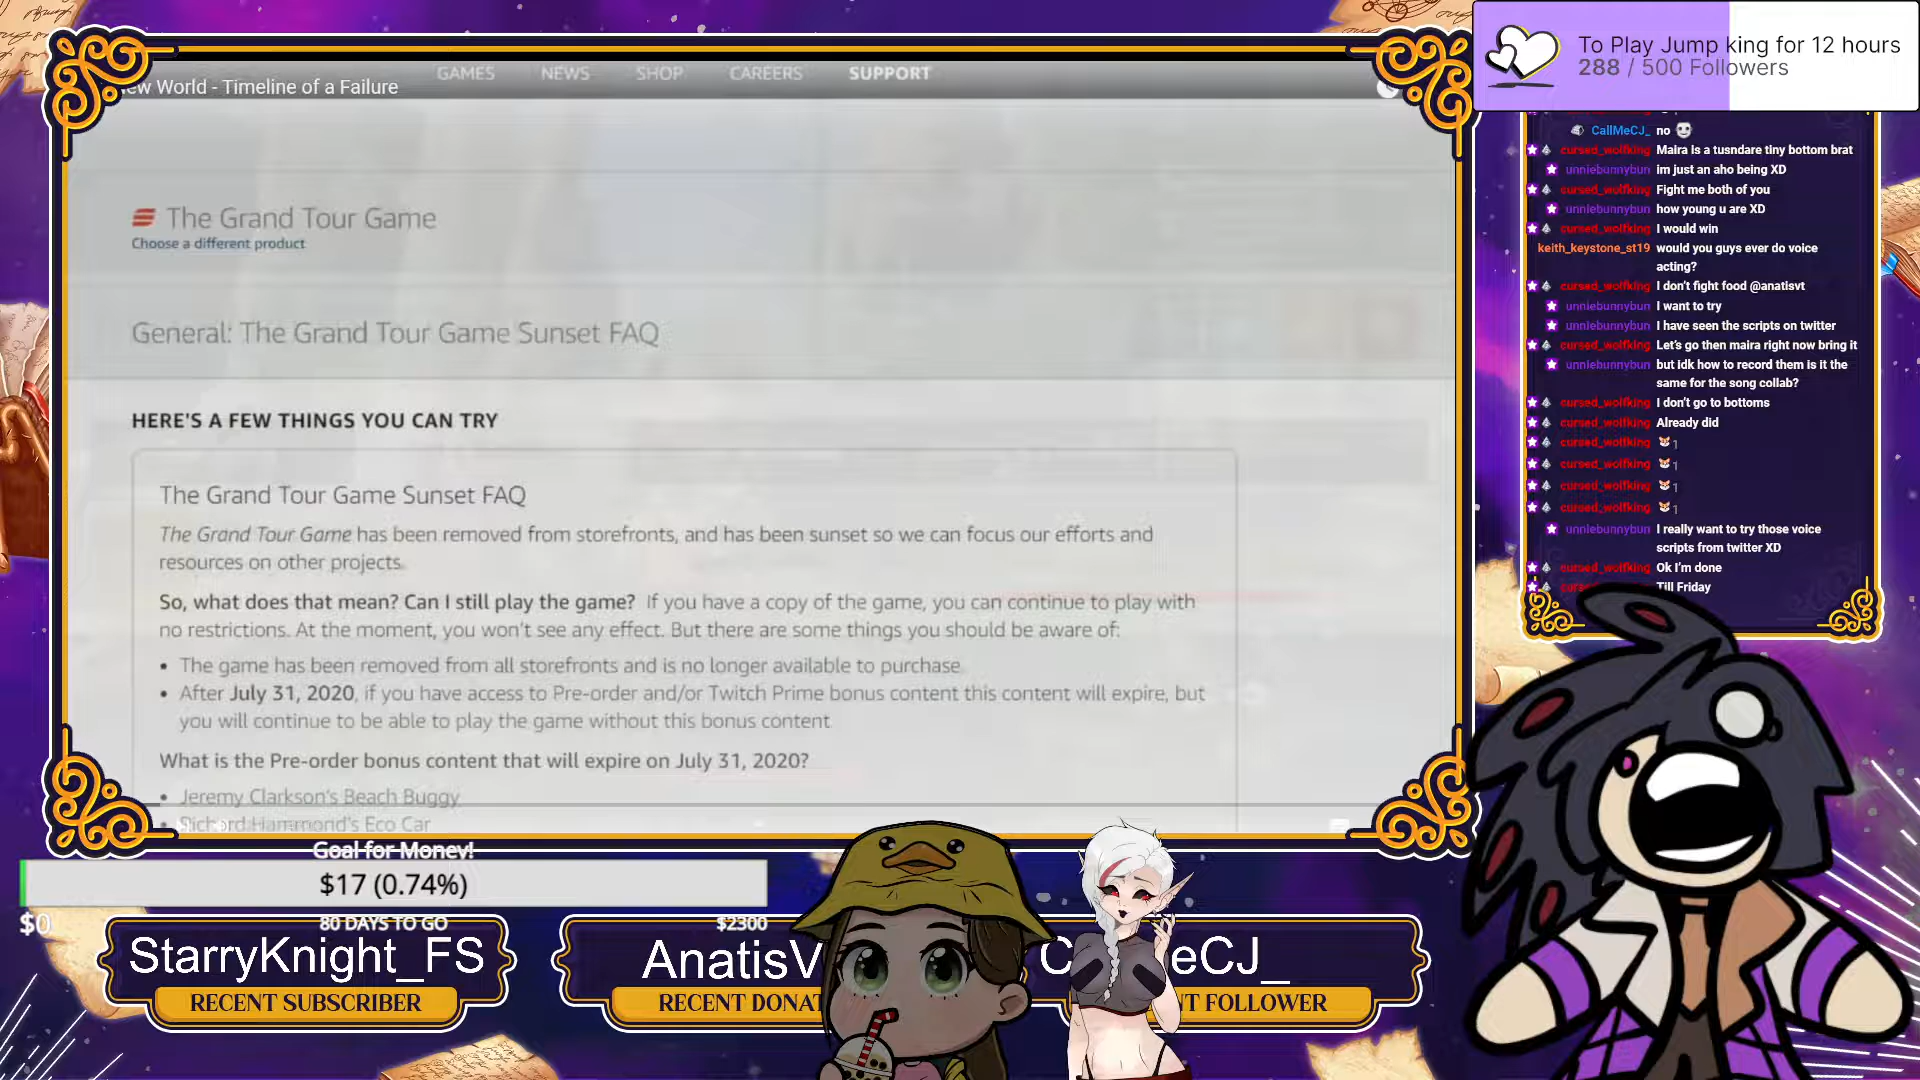 GAMES NEWS SHOP CAREERS SUPPORT
ew World - Timeline of a Failure
The Grand Tour Game
Choose a different product
General: The Grand Tour Game Sunset FAQ
HERE'S A FEW THINGS YOU CAN TRY
The Grand Tour Game Sunset FAQ
The Grand Tour Game has been removed from storefronts, and has been sunset so we can focus our efforts and
resources on other projects.
So, what does that mean? Can I still play the game? If you have a copy of the game, you can continue to play with
no restrictions. At the moment, you won't see any effect. But there are some things you should be aware of:
• The game has been removed from all storefronts and is no longer available to purchase.
• After July 31, 2020, if you have access to Pre-order and/or Twitch Prime bonus content this content will expire, but
you will continue to be able to play the game without this bonus content
What is the Pre-order bonus content that will expire on July 31, 2020?
• Jeremy Clarkson's Beach Buggy
• Richard Hammond's Eco Car
To Play Jump king for 12 hours
288 / 500 Followers
CallMeCJ_ no
cursed_wolfking Maira is a tusndare tiny bottom brat
unniebunnybun im just an aho being XD
cursed_wolfking Fight me both of you
unniebunnybun how young u are XD
cursed_wolfking I would win
keith_keystone_st19 would you guys ever do voice
acting?
cursed_wolfking I don't fight food @anatisvt
unniebunnybun I want to try
unniebunnybun I have seen the scripts on twitter
cursed_wolfking Let's go then maira right now bring it
unniebunnybun but idk how to record them is it the
same for the song collab?
cursed_wolfking I don't go to bottoms
cursed_wolfking Already did
cursed_wolfking 1
cursed_wolfking 1
cursed_wolfking 1
cursed_wolfking 1
unniebunnybun I really want to try those voice
scripts from twitter XD
cursed_wolfking Ok I'm done
Till Friday
Goal for Money!
$17 (0.74%)
$0 80 DAYS TO GO $2300
StarryKnight_FS
RECENT SUBSCRIBER
AnatisV
RECENT DONAT
C eCJ_
T FOLLOWER